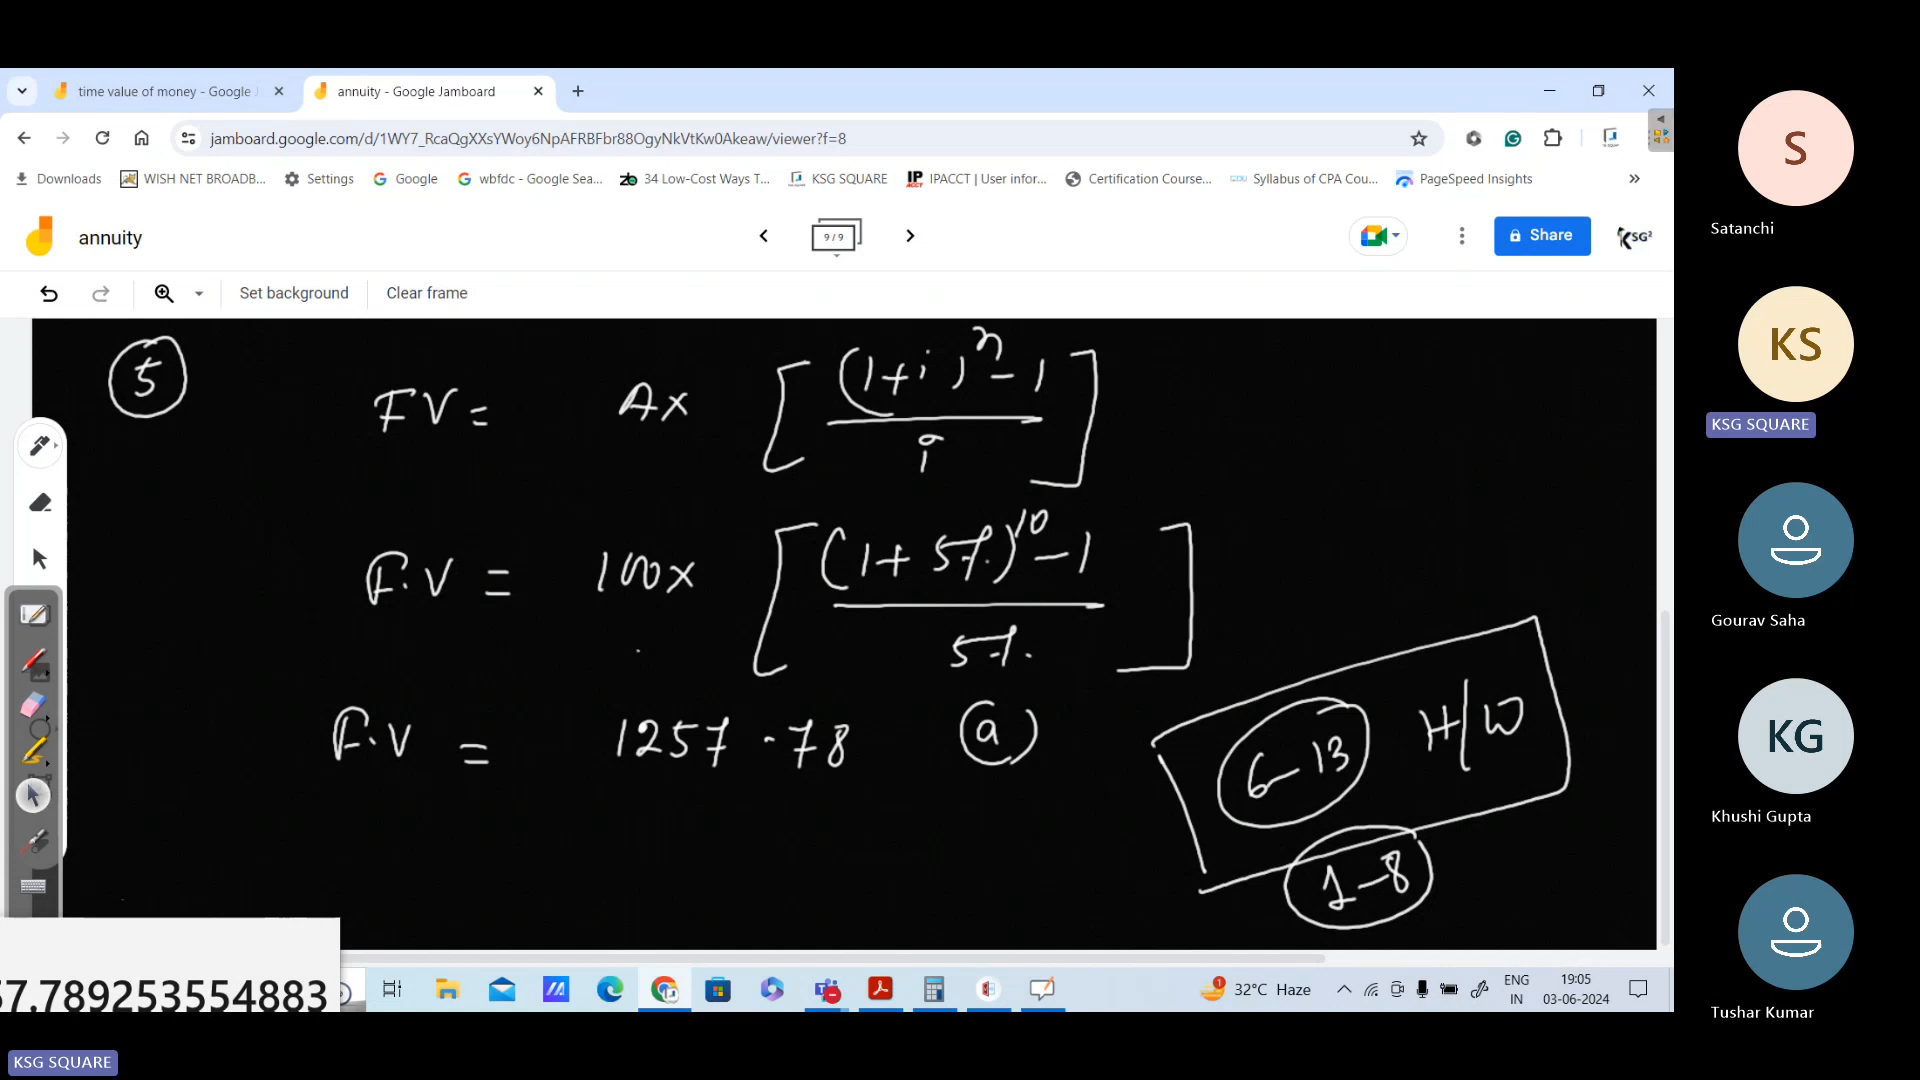 time value of money - Google J
annuity - Google Jamboard
jamboard.google.com/d/1WY7_RcaQgXXsYWoy6NpAFRBFbr88OgyNkVtKw0Akeaw/viewer?f=8
Downloads WISH NET BROADB... Settings Google wbfdc - Google Sea... 34 Low-Cost Ways T... KSG SQUARE IPACCT | User infor... Certification Course... Syllabus of CPA Cou... PageSpeed Insights »
annuity
9 / 9
Share
KSG²
Set background Clear frame
5
FV = A× [ (1+i)^n - 1 / i ]
F.V = 100× [ (1+5%)^10 - 1 / 5%. ]
F.V = 1257.78 (a)
6-13 H/W
1-8
57.789253554883
32°C Haze
ENG
IN
19:05
03-06-2024
S
Satanchi
KS
KSG SQUARE
Gourav Saha
KG
Khushi Gupta
Tushar Kumar
KSG SQUARE